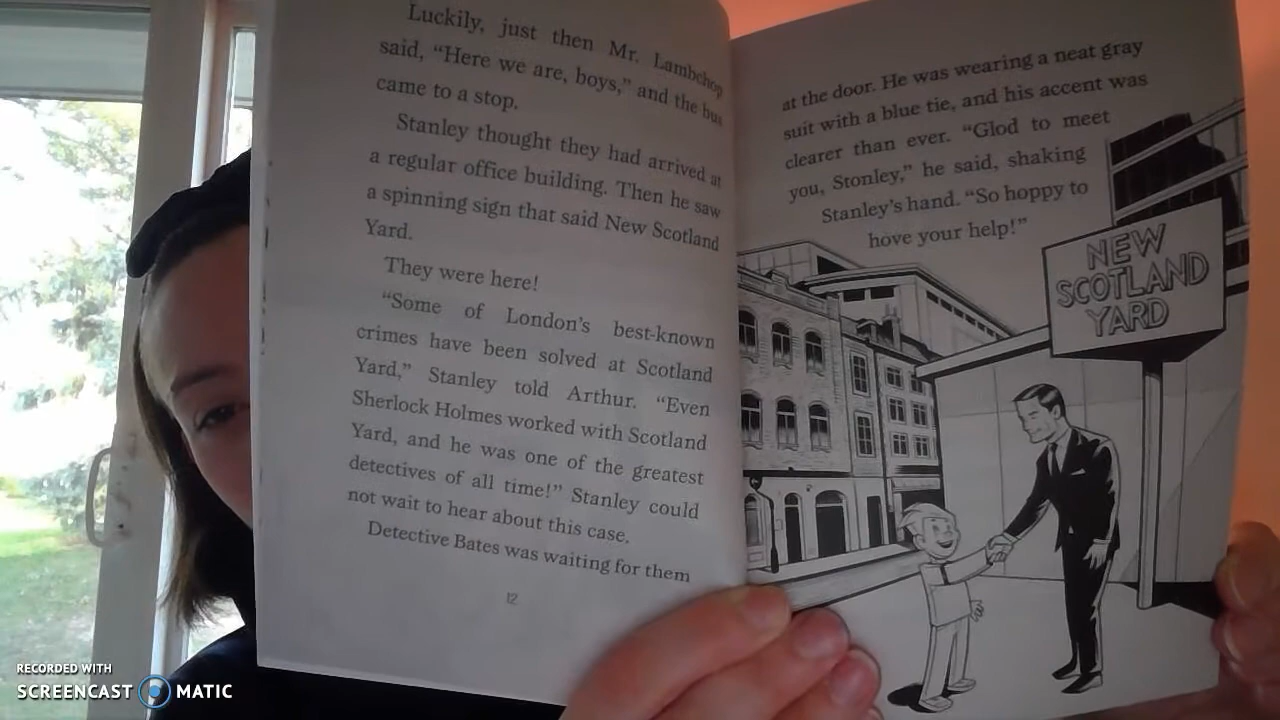 Luckily, just then Mr. Lambchop
said, “Here we are, boys,” and the bus
came to a stop.
Stanley thought they had arrived at
a regular office building. Then he saw
a spinning sign that said New Scotland
Yard.
They were here!
“Some of London’s best-known
crimes have been solved at Scotland
Yard,” Stanley told Arthur. “Even
Sherlock Holmes worked with Scotland
Yard, and he was one of the greatest
detectives of all time!” Stanley could
not wait to hear about this case.
Detective Bates was waiting for them
12
at the door. He was wearing a neat gray
suit with a blue tie, and his accent was
clearer than ever. “Glod to meet
you, Stonley,” he said, shaking
Stanley’s hand. “So hoppy to
hove your help!”
NEW
SCOTLAND
YARD
RECORDED WITH
SCREENCAST MATIC